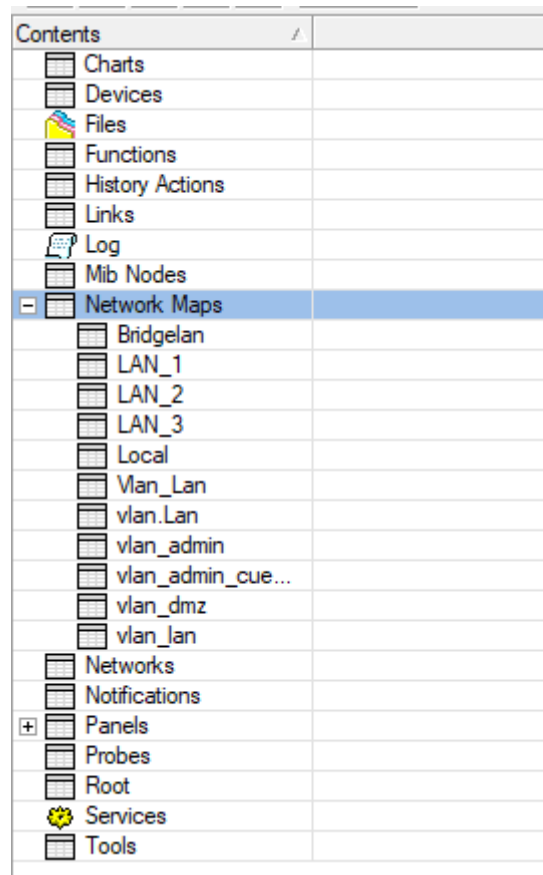 Contents
Charts
Devices
Files
Functions
History Actions
Links
Log
Mib Nodes
Network Maps
Bridgelan
LAN_1
LAN_2
LAN_3
Local
Vlan_Lan
vlan.Lan
vlan_admin
vlan_admin_cue...
vlan_dmz
vlan_lan
Networks
Notifications
Panels
Probes
Root
Services
Tools